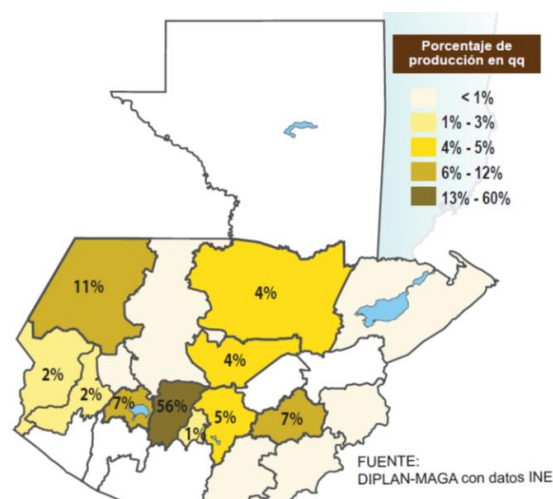 Porcentaje de
producción en qq
< 1%
1% - 3%
4% - 5%
6% - 12%
13% - 60%
11%
4%
4%
2%
2%
7%
56%
1%
5%
7%
FUENTE:
DIPLAN-MAGA con datos INE